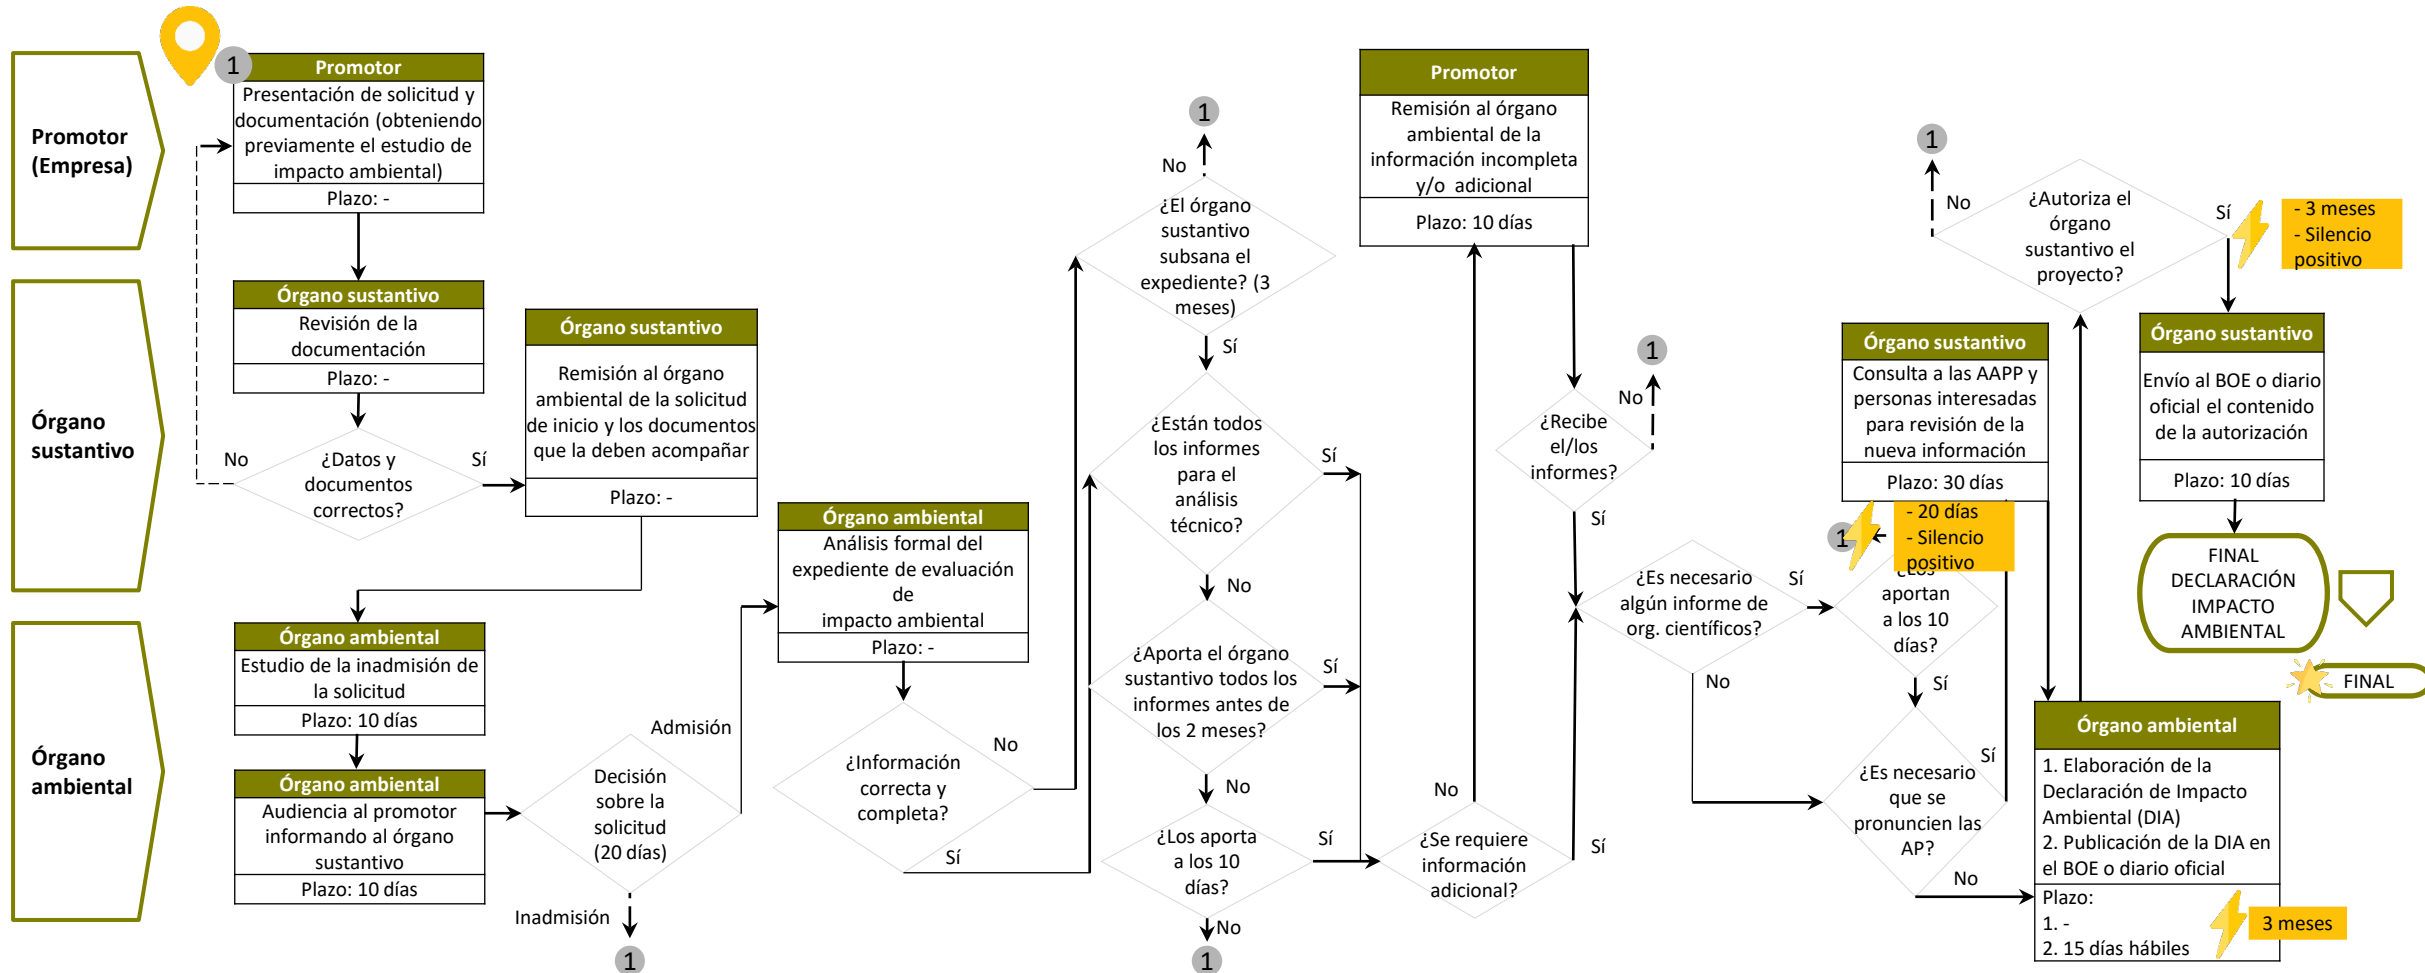 Promotor
(Empresa)
Órgano
sustantivo
Órgano
ambiental
1
Promotor
Presentación de solicitud y
documentación (obteniendo
previamente el estudio de
impacto ambiental)
Plazo: -
Órgano sustantivo
Revisión de la
documentación
Plazo: -
No
¿Datos y
documentos
correctos?
Sí
Órgano sustantivo
Remisión al órgano
ambiental de la solicitud
de inicio y los documentos
que la deben acompañar
Plazo: -
Órgano ambiental
Estudio de la inadmisión de
la solicitud
Plazo: 10 días
Órgano ambiental
Audiencia al promotor
informando al órgano
sustantivo
Plazo: 10 días
Decisión
sobre la
solicitud
(20 días)
Admisión
Inadmisión
1
Órgano ambiental
Análisis formal del
expediente de evaluación
de
impacto ambiental
Plazo: -
¿Información
correcta y
completa?
No
Sí
1
No
¿El órgano
sustantivo
subsana el
expediente? (3
meses)
Sí
¿Están todos
los informes
para el
análisis
técnico?
Sí
No
¿Aporta el órgano
sustantivo todos los
informes antes de
los 2 meses?
Sí
No
¿Los aporta
a los 10
días?
Sí
No
1
Promotor
Remisión al órgano
ambiental de la
información incompleta
y/o adicional
Plazo: 10 días
No
¿Se requiere
información
adicional?
Sí
1
No
¿Recibe
el/los
informes?
Sí
¿Es necesario
algún informe de
org. científicos?
Sí
No
1
¿Los
aportan
a los 10
días?
Sí
- 20 días
- Silencio
positivo
¿Es necesario
que se
pronuncien las
AP?
Sí
No
Órgano sustantivo
Consulta a las AAPP y
personas interesadas
para revisión de la
nueva información
Plazo: 30 días
Órgano ambiental
1. Elaboración de la
Declaración de Impacto
Ambiental (DIA)
2. Publicación de la DIA en
el BOE o diario oficial
Plazo:
1. -
2. 15 días hábiles
3 meses
1
No
¿Autoriza el
órgano
sustantivo el
proyecto?
Sí
- 3 meses
- Silencio
positivo
Órgano sustantivo
Envío al BOE o diario
oficial el contenido
de la autorización
Plazo: 10 días
FINAL
DECLARACIÓN
IMPACTO
AMBIENTAL
FINAL